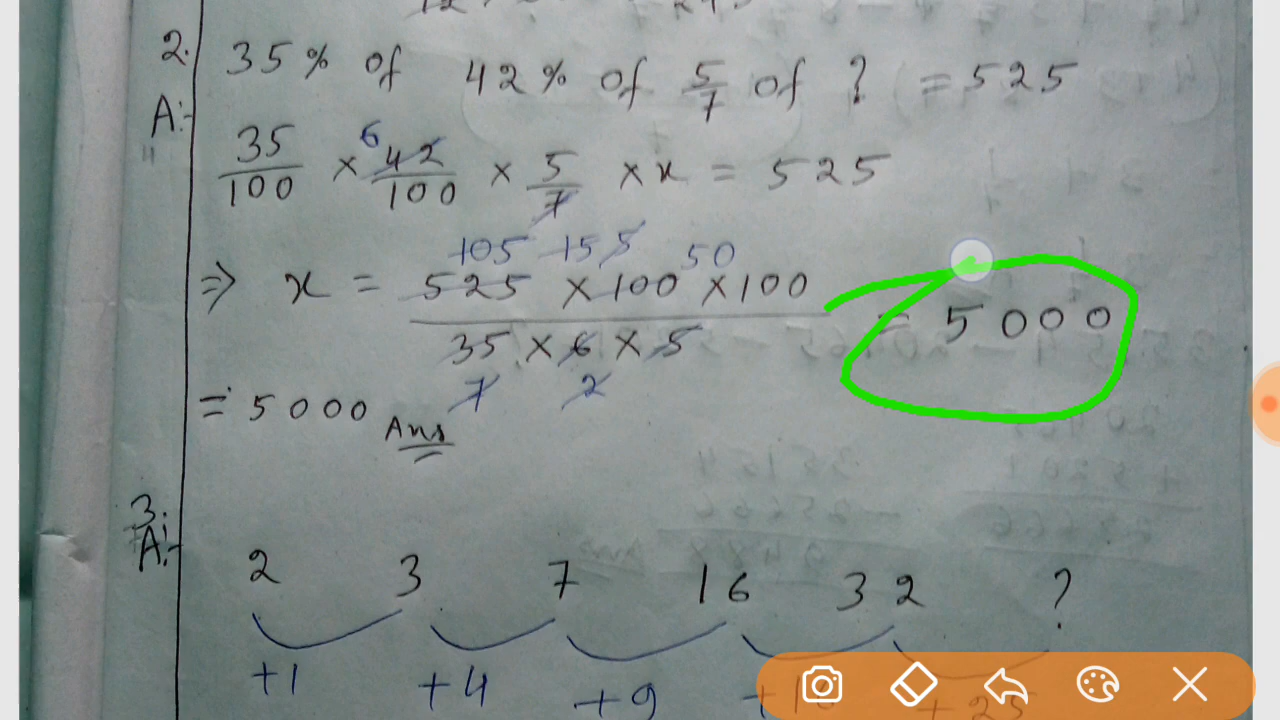 2. 35% of 42% of 5/7 of ? = 525
A:- 35/100 × 6 42/100 × 5/7 × x = 525
105 15 5 50
⇒ x = 525 × 100 × 100 / 35 × 6 × 5 = 5000
7 2
= 5000 Ans
3.
A:- 2 3 7 16 32 ?
+1 +4 +9 + 25